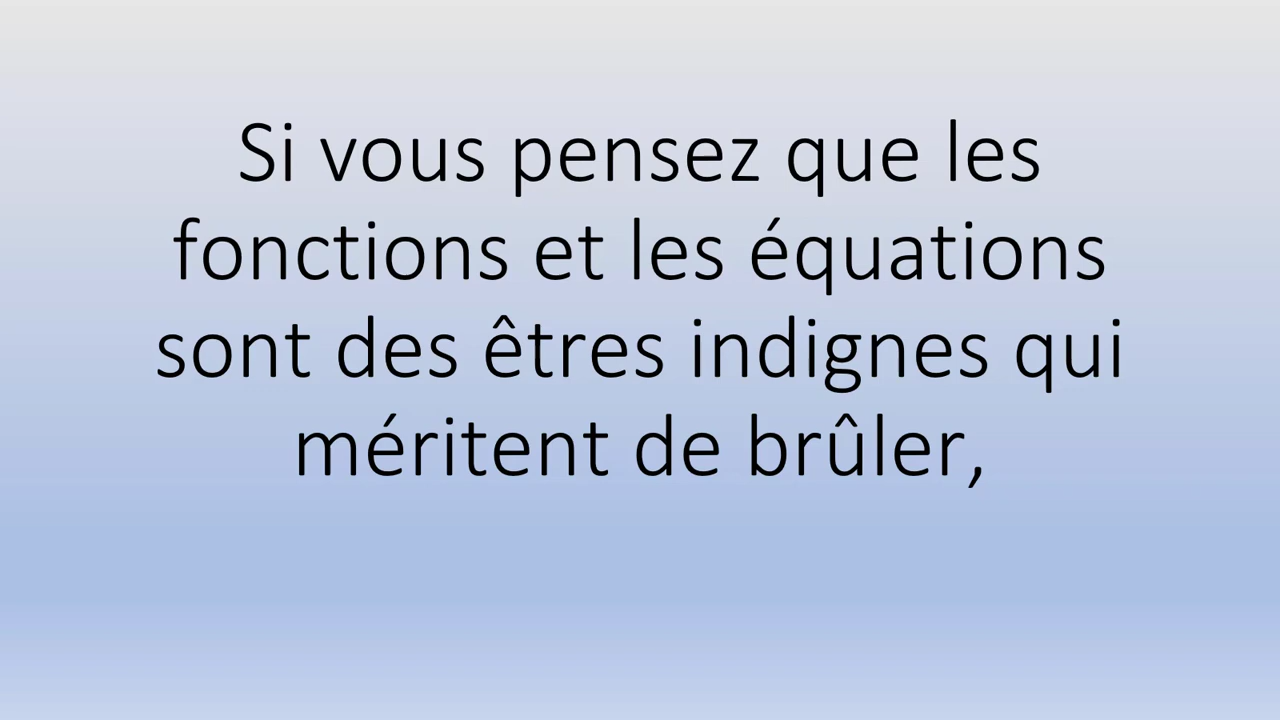 Si vous pensez que les
fonctions et les équations
sont des êtres indignes qui
méritent de brûler,